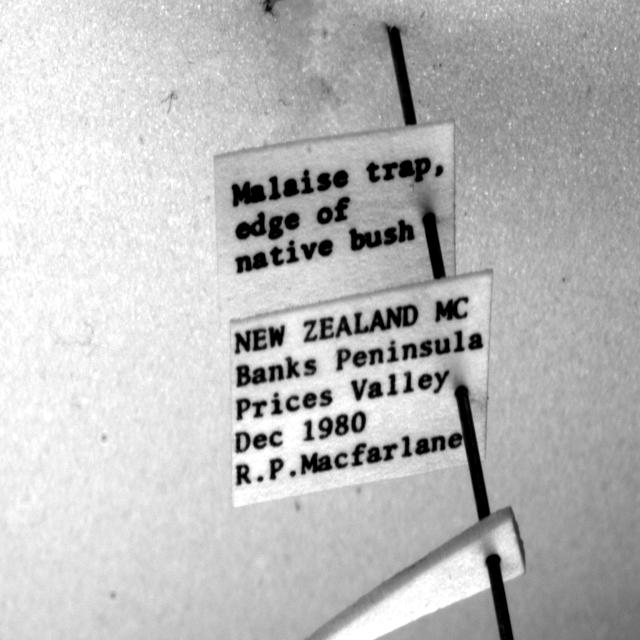 Malaise trap,
edge of
native bush
NEW ZEALAND MC
Banks Peninsula
Prices Valley
Dec 1980
R.P.Macfarlane